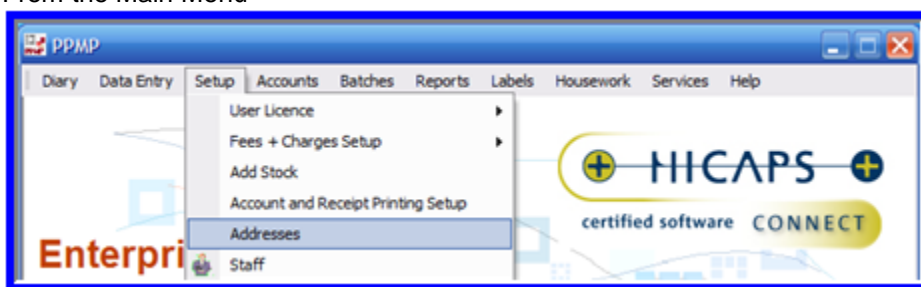 From the Main Menu
PPMP
Diary Data Entry Setup Accounts Batches Reports Labels Housework Services Help
User Licence
Fees + Charges Setup
Add Stock
Account and Receipt Printing Setup
Addresses
Staff
HICAPS
certified software CONNECT
Enterpri